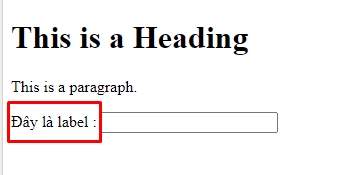 This is a Heading
This is a paragraph.
Đây là label :